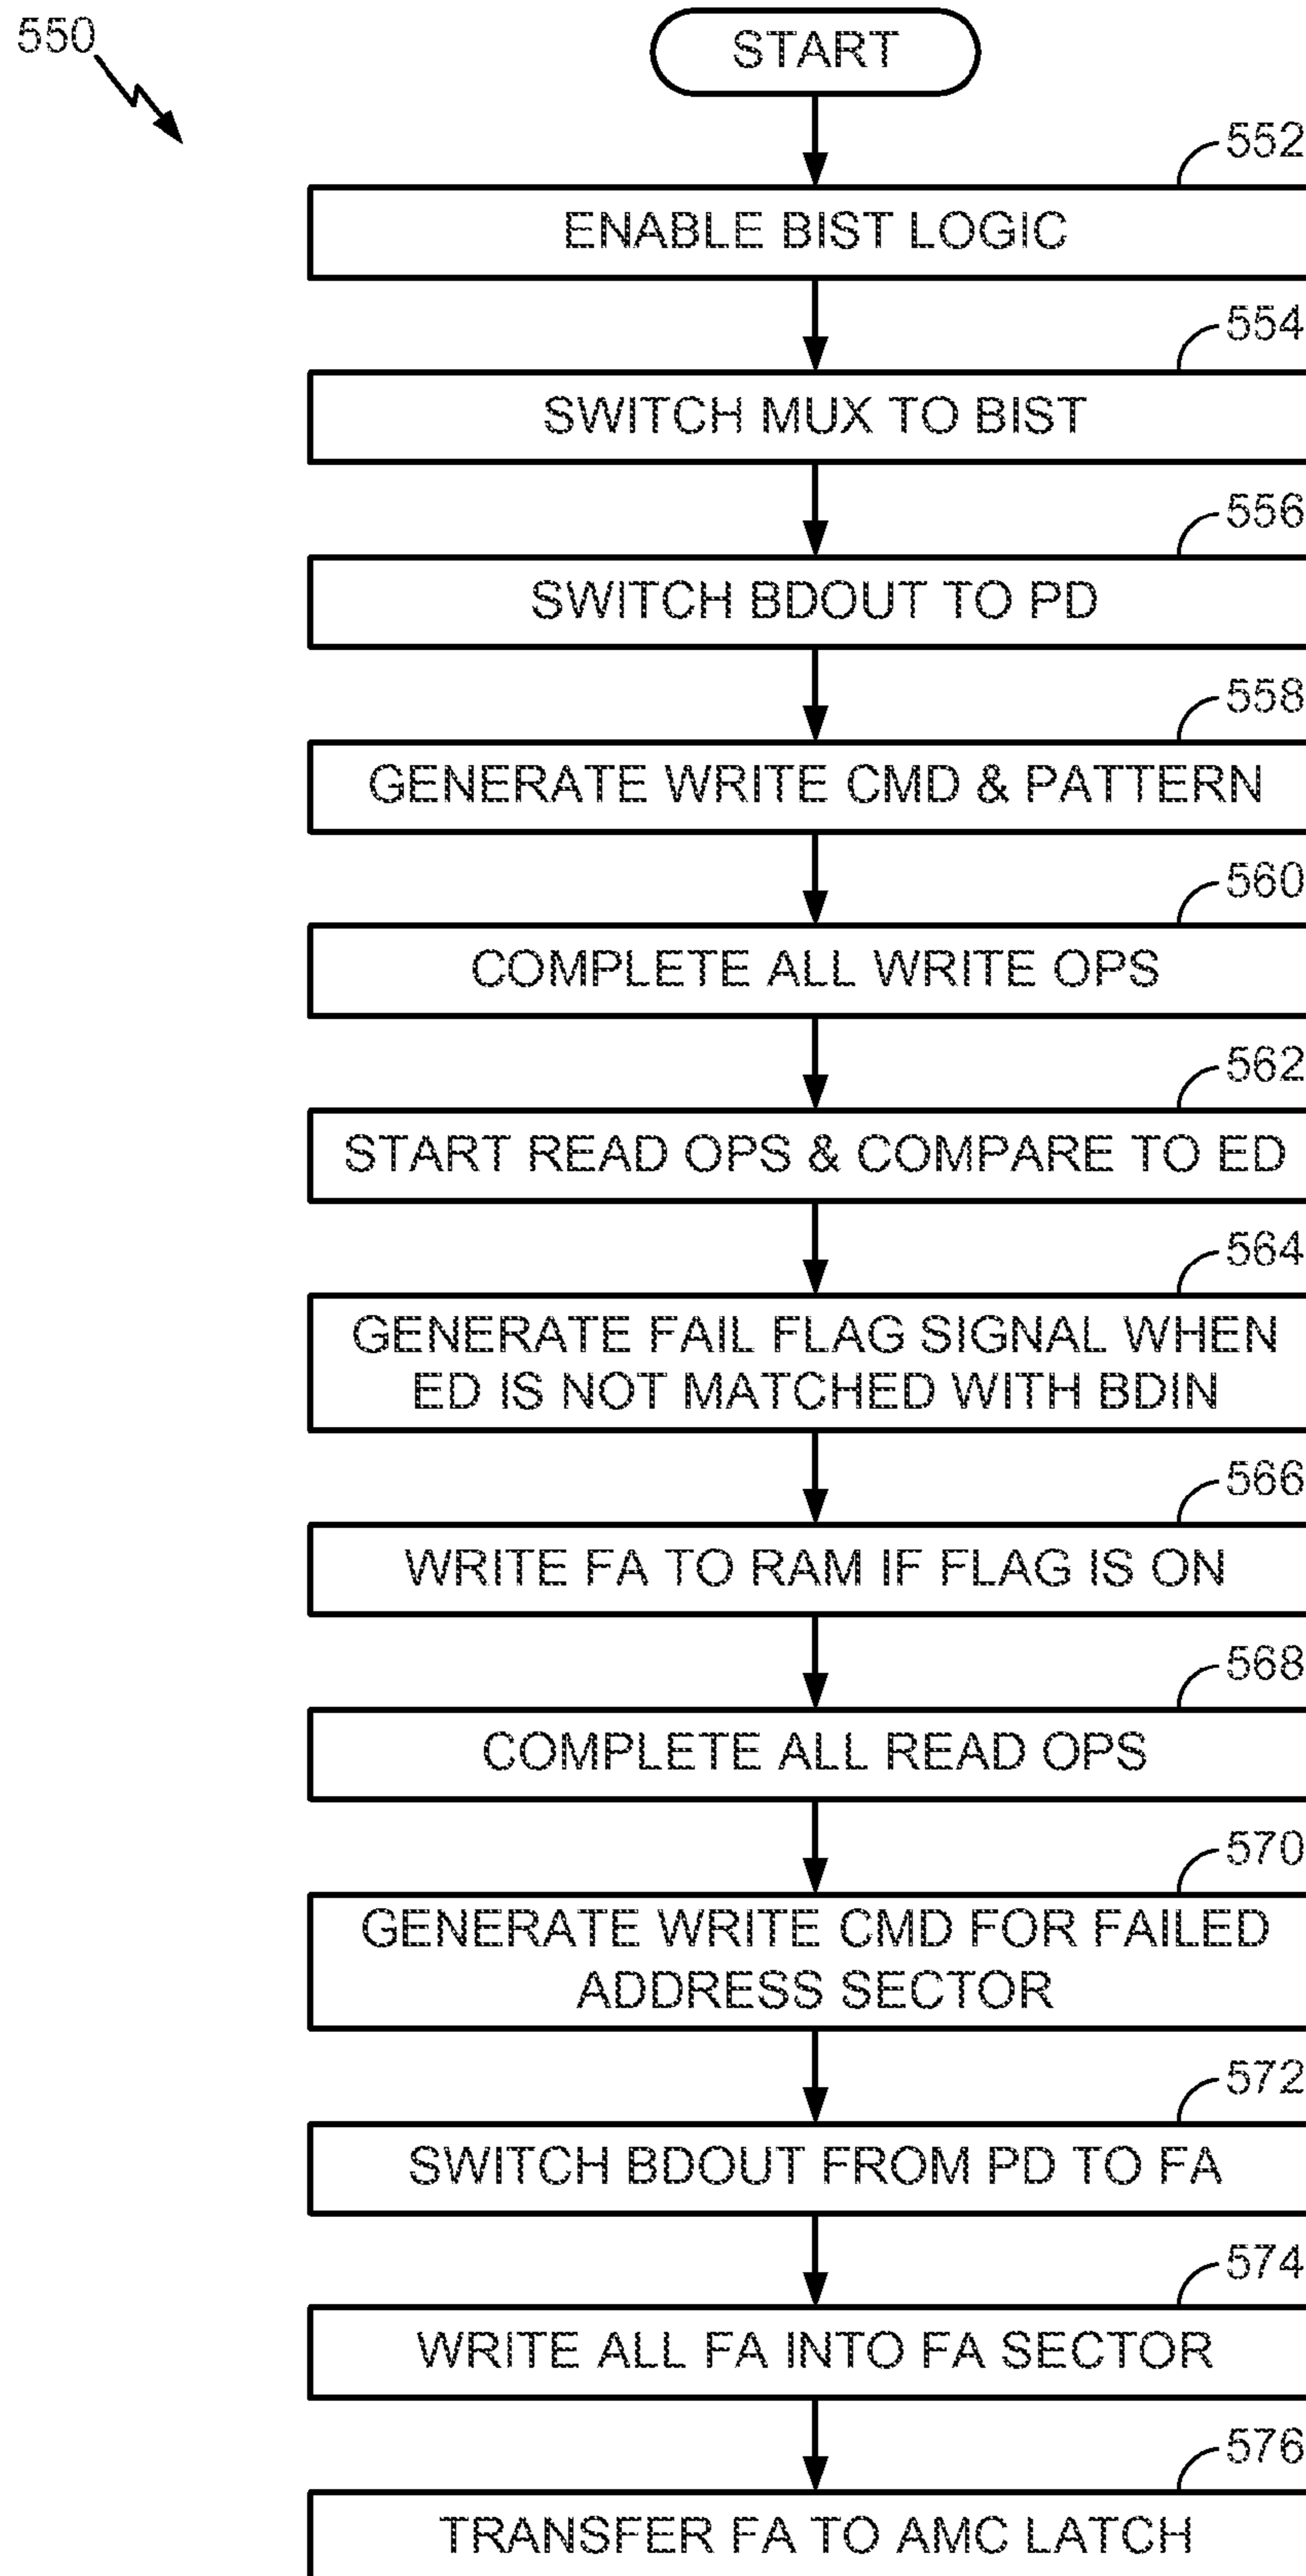 550
START
552
ENABLE BIST LOGIC
554
SWITCH MUX TO BIST
556
SWITCH BDOUT TO PD
558
GENERATE WRITE CMD & PATTERN
560
COMPLETE ALL WRITE OPS
562
START READ OPS & COMPARE TO ED
564
GENERATE FAIL FLAG SIGNAL WHEN
ED IS NOT MATCHED WITH BDIN
566
WRITE FA TO RAM IF FLAG IS ON
568
COMPLETE ALL READ OPS
570
GENERATE WRITE CMD FOR FAILED
ADDRESS SECTOR
572
SWITCH BDOUT FROM PD TO FA
574
WRITE ALL FA INTO FA SECTOR
576
TRANSFER FA TO AMC LATCH